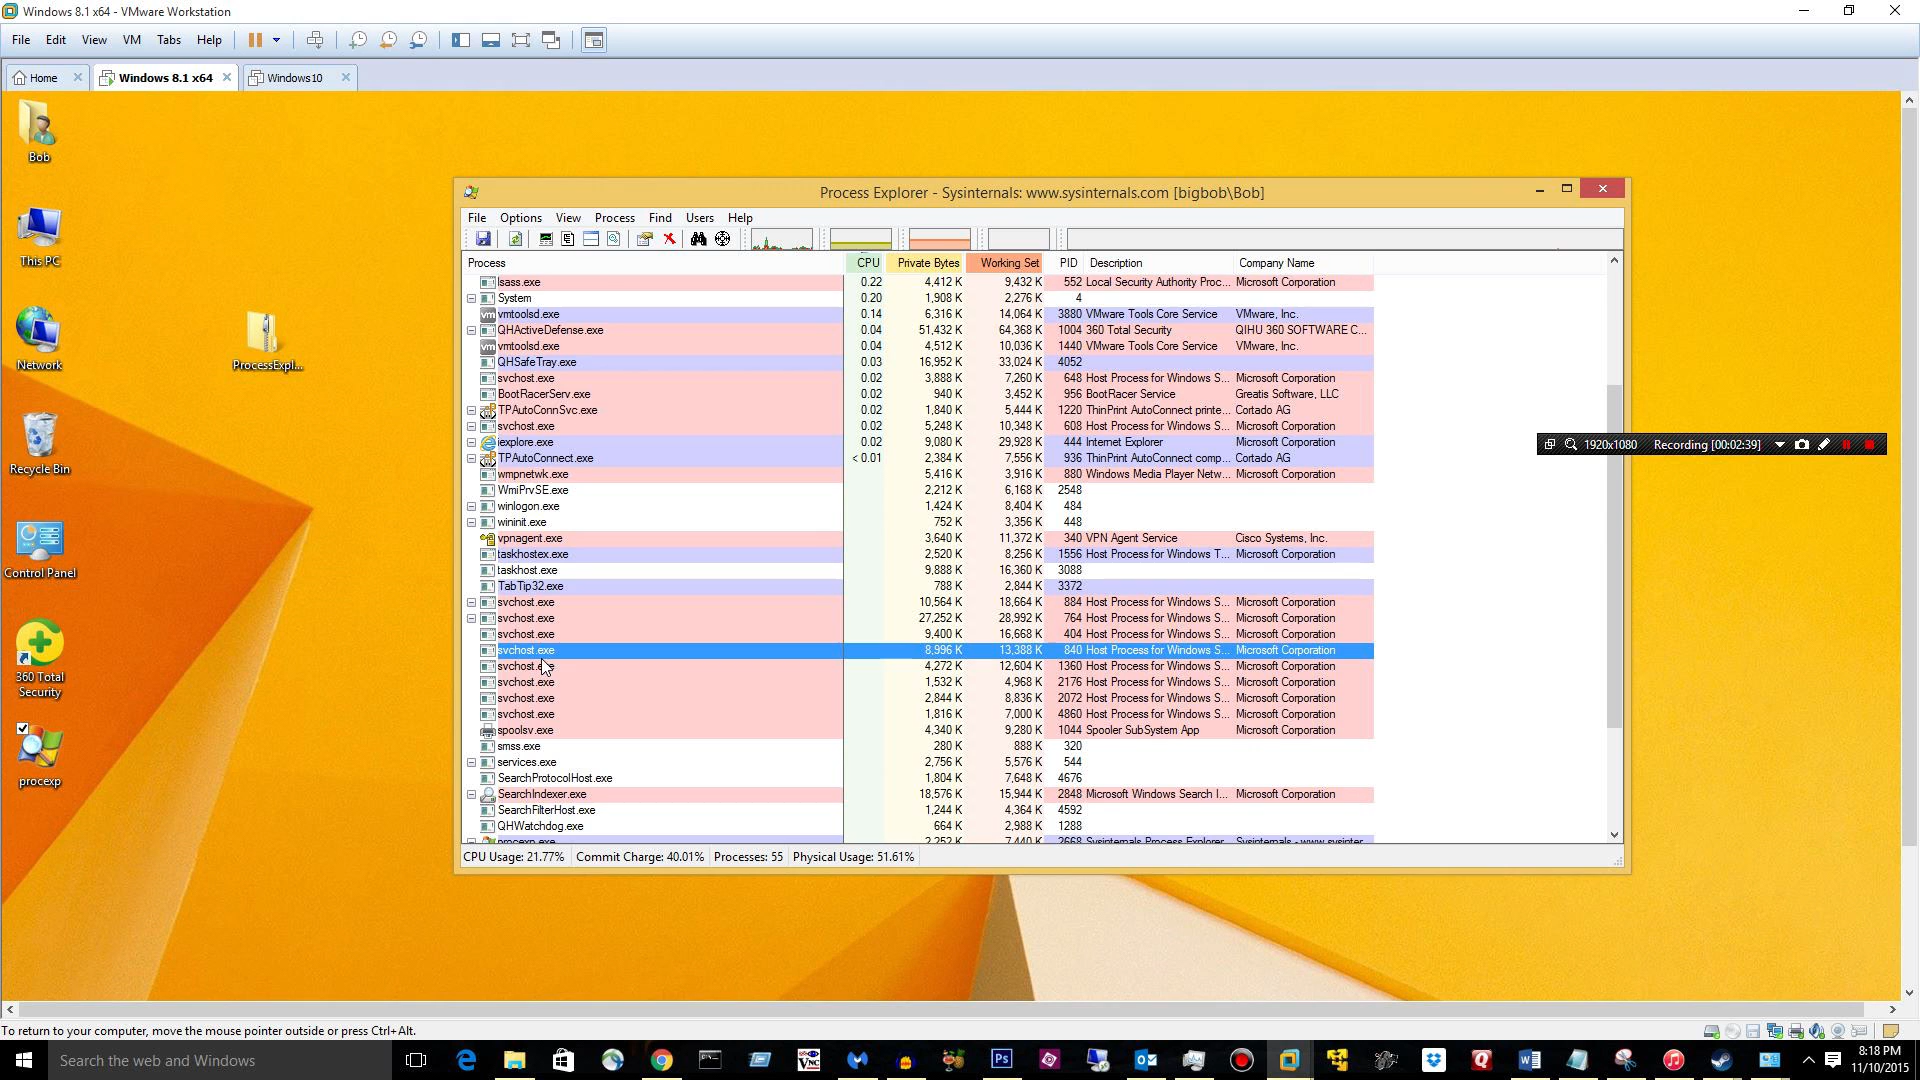 Windows 8.1 x64 - VMware Workstation
File Edit View VM Tabs Help
Home Windows 8.1 x64 Windows10
Bob
This PC
Network
ProcessExpl...
Recycle Bin
Control Panel
360 Total
Security
procexp
Process Explorer - Sysinternals: www.sysinternals.com [bigbob\Bob]
File Options View Process Find Users Help
Process CPU Private Bytes Working Set PID Description Company Name
lsass.exe 0.22 4,412 K 9,432 K 552 Local Security Authority Proc... Microsoft Corporation
System 0.20 1,908 K 2,276 K 4
vmtoolsd.exe 0.14 6,316 K 14,064 K 3880 VMware Tools Core Service VMware, Inc.
QHActiveDefense.exe 0.04 51,432 K 64,368 K 1004 360 Total Security QIHU 360 SOFTWARE C...
vmtoolsd.exe 0.04 4,512 K 10,036 K 1440 VMware Tools Core Service VMware, Inc.
QHSafeTray.exe 0.03 16,952 K 33,024 K 4052
svchost.exe 0.02 3,888 K 7,260 K 648 Host Process for Windows S... Microsoft Corporation
BootRacerServ.exe 0.02 940 K 3,452 K 956 BootRacer Service Greatis Software, LLC
TPAutoConnSvc.exe 0.02 1,840 K 5,444 K 1220 ThinPrint AutoConnect printe... Cortado AG
svchost.exe 0.02 5,248 K 10,348 K 608 Host Process for Windows S... Microsoft Corporation
iexplore.exe 0.02 9,080 K 29,928 K 444 Internet Explorer Microsoft Corporation
TPAutoConnect.exe < 0.01 2,384 K 7,556 K 936 ThinPrint AutoConnect comp... Cortado AG
wmpnetwk.exe 5,416 K 3,916 K 880 Windows Media Player Netw... Microsoft Corporation
WmiPrvSE.exe 2,212 K 6,168 K 2548
winlogon.exe 1,424 K 8,404 K 484
wininit.exe 752 K 3,356 K 448
vpnagent.exe 3,640 K 11,372 K 340 VPN Agent Service Cisco Systems, Inc.
taskhostex.exe 2,520 K 8,256 K 1556 Host Process for Windows T... Microsoft Corporation
taskhost.exe 9,888 K 16,360 K 3088
TabTip32.exe 788 K 2,844 K 3372
svchost.exe 10,564 K 18,664 K 884 Host Process for Windows S... Microsoft Corporation
svchost.exe 27,252 K 28,992 K 764 Host Process for Windows S... Microsoft Corporation
svchost.exe 9,400 K 16,668 K 404 Host Process for Windows S... Microsoft Corporation
svchost.exe 8,996 K 13,388 K 840 Host Process for Windows S... Microsoft Corporation
svchost.exe 4,272 K 12,604 K 1360 Host Process for Windows S... Microsoft Corporation
svchost.exe 1,532 K 4,968 K 2176 Host Process for Windows S... Microsoft Corporation
svchost.exe 2,844 K 8,836 K 2072 Host Process for Windows S... Microsoft Corporation
svchost.exe 1,816 K 7,000 K 4860 Host Process for Windows S... Microsoft Corporation
spoolsv.exe 4,340 K 9,280 K 1044 Spooler SubSystem App Microsoft Corporation
smss.exe 280 K 888 K 320
services.exe 2,756 K 5,576 K 544
SearchProtocolHost.exe 1,804 K 7,648 K 4676
SearchIndexer.exe 18,576 K 15,944 K 2848 Microsoft Windows Search I... Microsoft Corporation
SearchFilterHost.exe 1,244 K 4,364 K 4592
QHWatchdog.exe 664 K 2,988 K 1288
procexp.exe 2,252 K 7,440 K 2668 Sysinternals Process Explorer Sysinternals - www.sysinter...
CPU Usage: 21.77% Commit Charge: 40.01% Processes: 55 Physical Usage: 51.61%
1920x1080 Recording [00:02:39]
To return to your computer, move the mouse pointer outside or press Ctrl+Alt.
Search the web and Windows
8:18 PM
11/10/2015